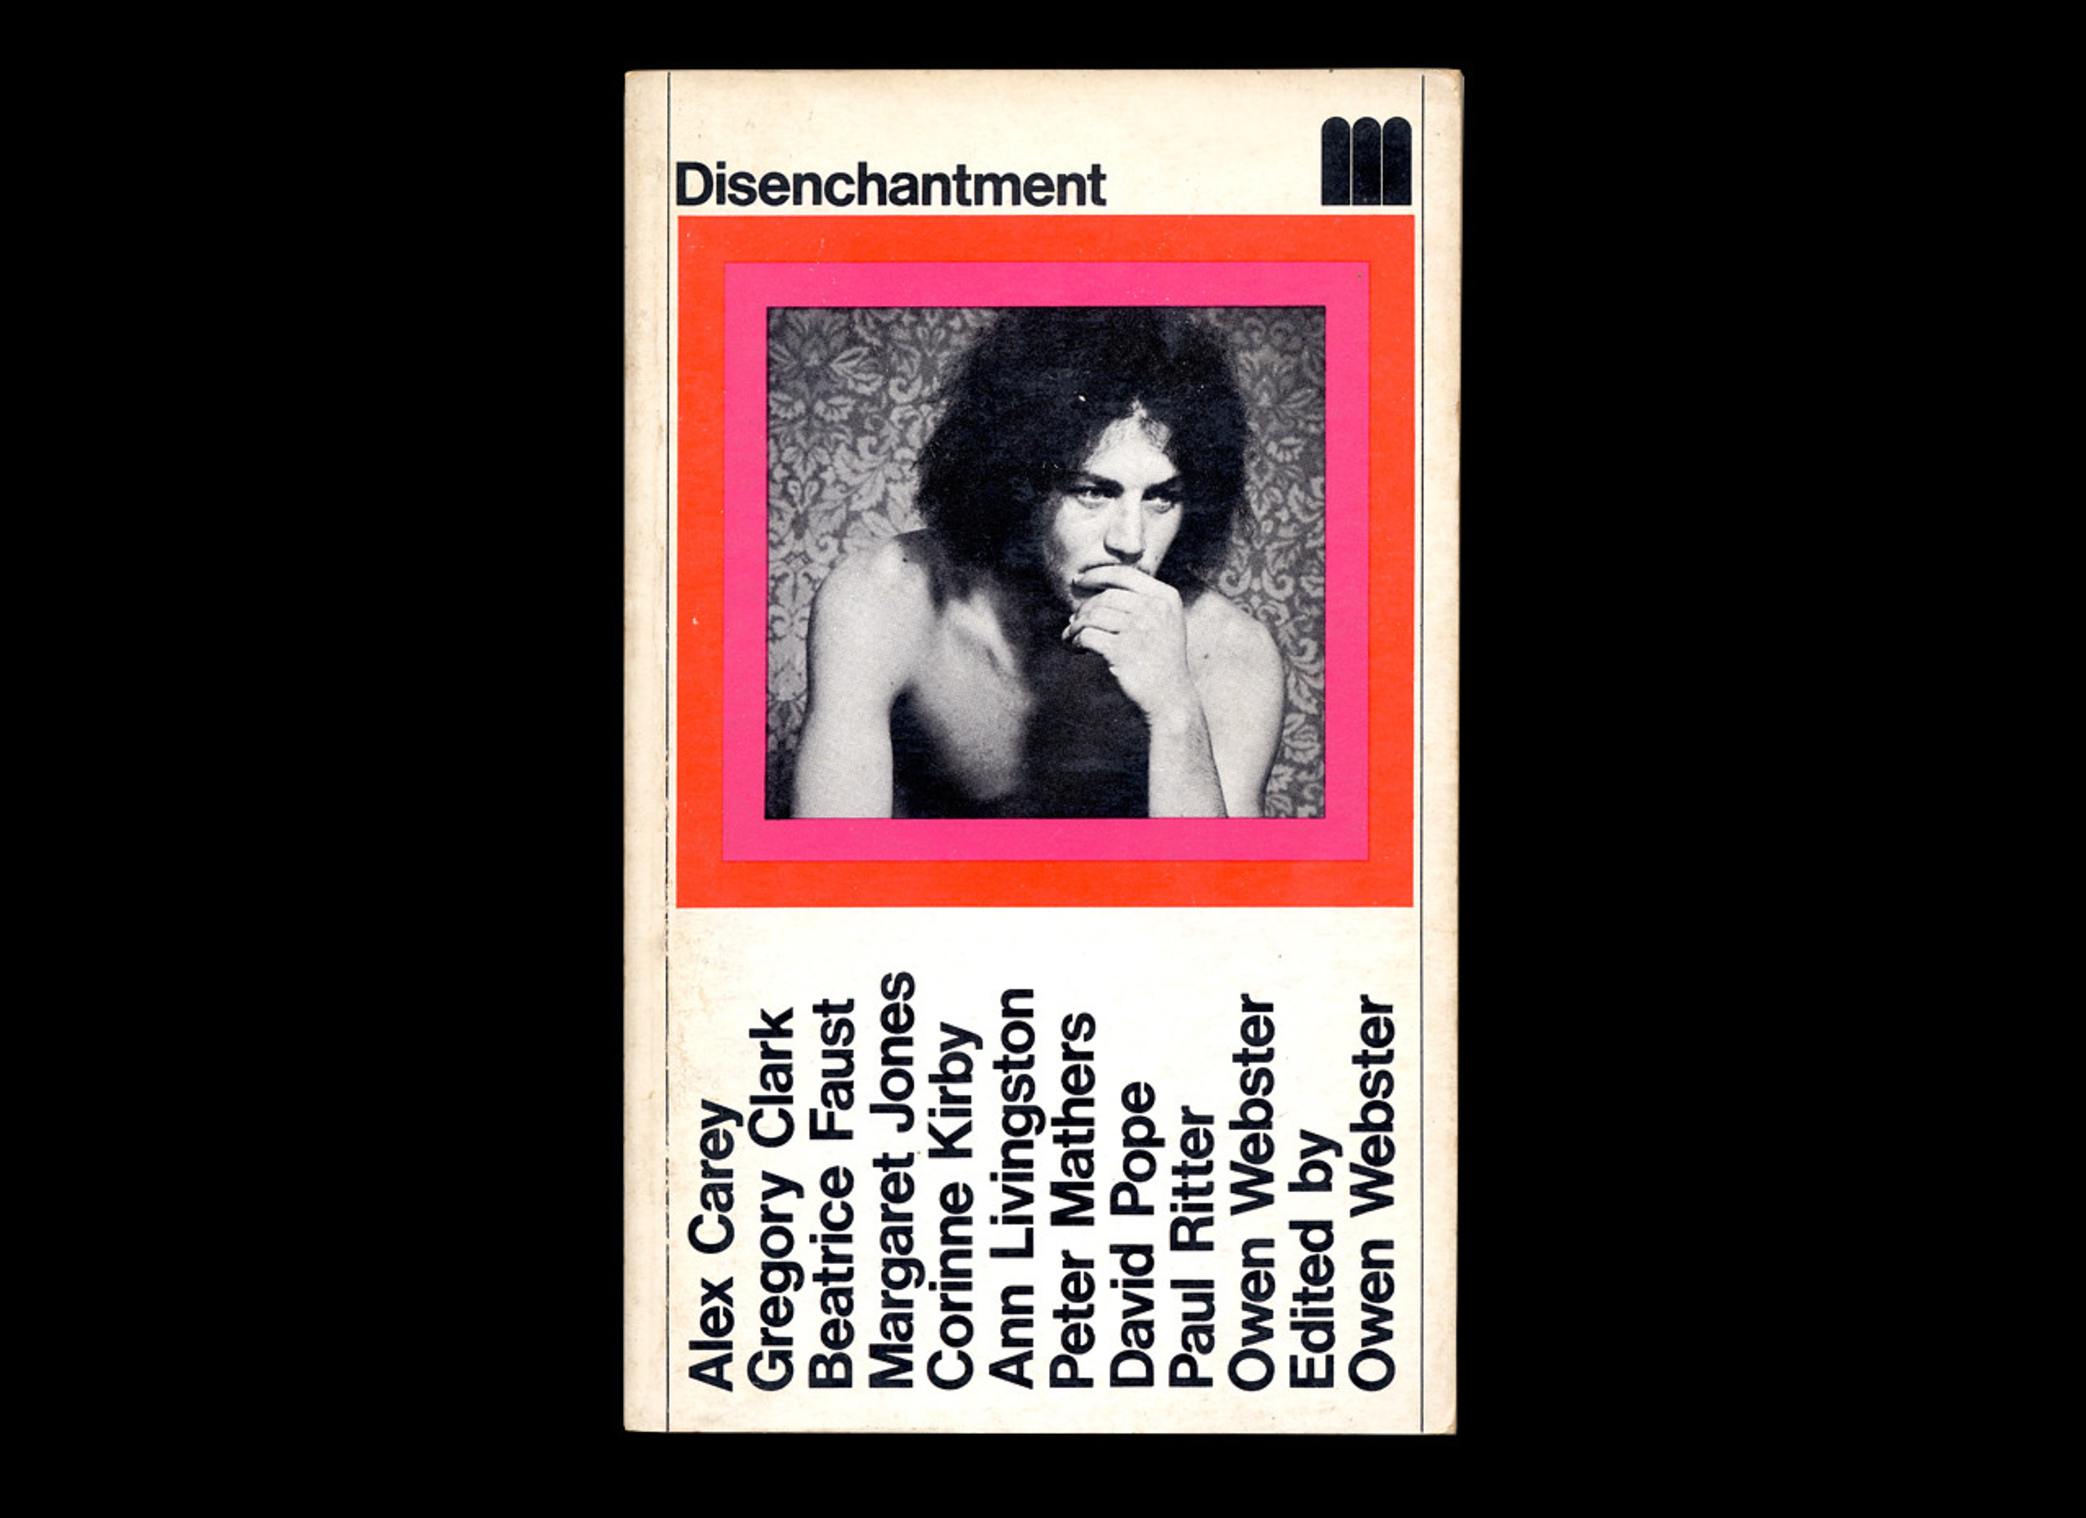 Disenchantment
Alex Carey
Gregory Clark
Beatrice Faust
Margaret Jones
Corinne Kirby
Ann Livingston
Peter Mathers
David Pope
Paul Ritter
Owen Webster
Edited by
Owen Webster